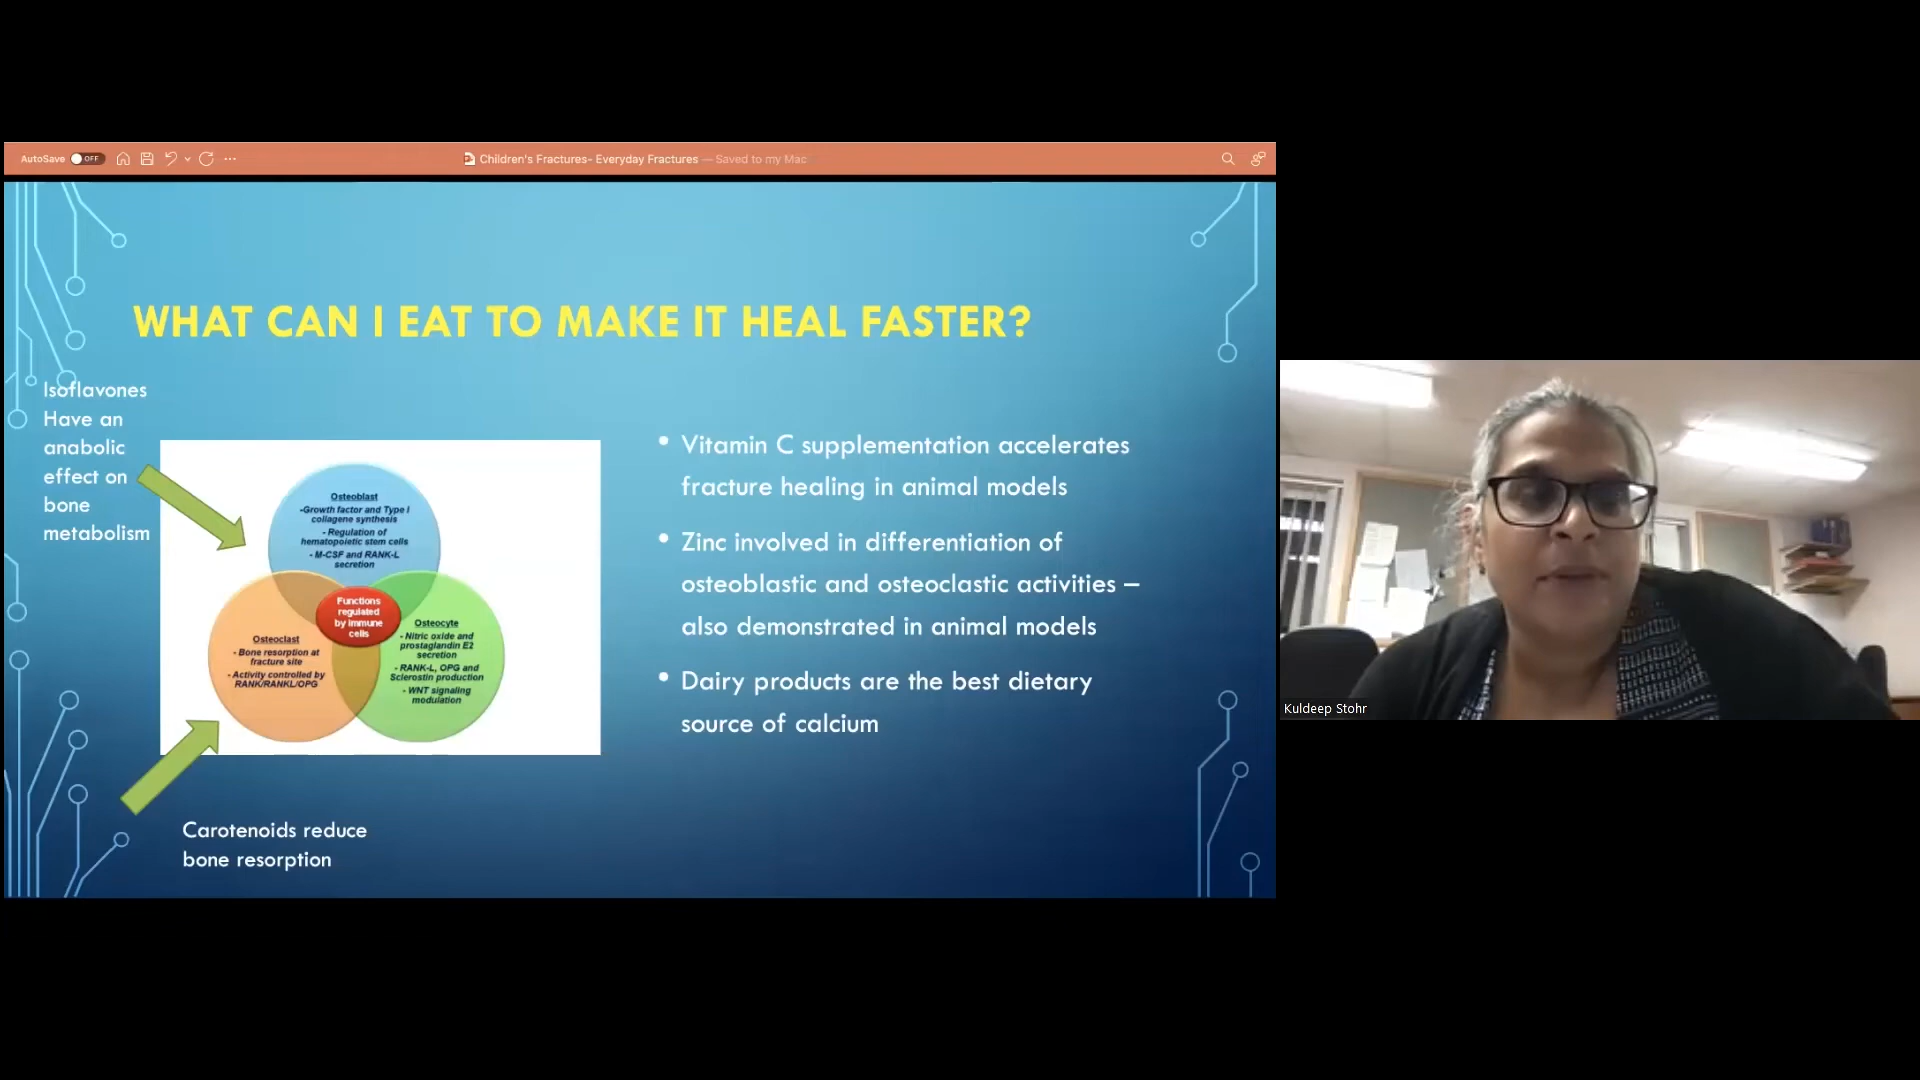 AutoSave OFF
Children's Fractures- Everyday Fractures — Saved to my Mac
WHAT CAN I EAT TO MAKE IT HEAL FASTER?
Isoflavones
Have an
anabolic
effect on
bone
metabolism
Osteoblast
-Growth factor and Type I
collagene synthesis
- Regulation of
hematopoietic stem cells
- M-CSF and RANK-L
secretion
Functions
regulated
by immune
cells
Osteoclast
- Bone resorption at
fracture site
- Activity controlled by
RANK/RANKL/OPG
Osteocyte
- Nitric oxide and
prostaglandin E2
secretion
- RANK-L, OPG and
Sclerostin production
- WNT signaling
modulation
Carotenoids reduce
bone resorption
• Vitamin C supplementation accelerates
fracture healing in animal models
• Zinc involved in differentiation of
osteoblastic and osteoclastic activities –
also demonstrated in animal models
• Dairy products are the best dietary
source of calcium
Kuldeep Stohr